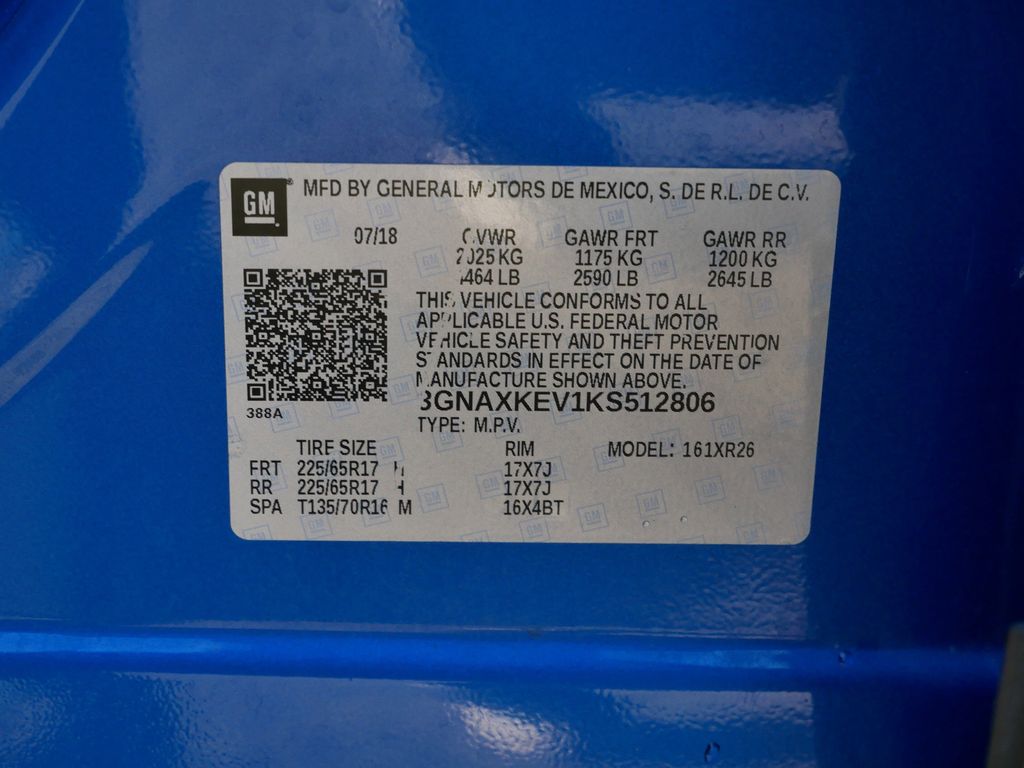 GM
MFD BY GENERAL MOTORS DE MEXICO, S. DE R.L. DE C.V.
07/18 GVWR GAWR FRT GAWR RR
2025 KG 1175 KG 1200 KG
4464 LB 2590 LB 2645 LB
THIS VEHICLE CONFORMS TO ALL
APPLICABLE U.S. FEDERAL MOTOR
VEHICLE SAFETY AND THEFT PREVENTION
STANDARDS IN EFFECT ON THE DATE OF
MANUFACTURE SHOWN ABOVE.
388A
3GNAXKEV1KS512806
TYPE: M.P.V.
TIRE SIZE RIM MODEL: 161XR26
FRT 225/65R17 H 17X7J
RR 225/65R17 H 17X7J
SPA T135/70R16 M 16X4BT